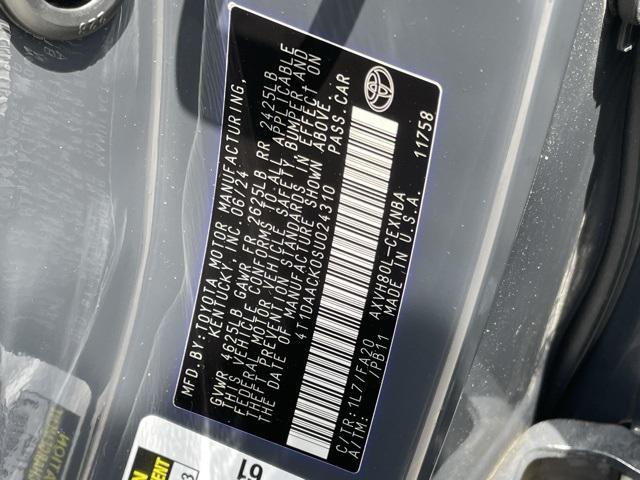 MFD.BY:TOYOTA MOTOR MANUFACTURING,
KENTUCKY, INC. 06/24
GVWR 4625LB GAWR FR 2625LB RR 2425LB
THIS VEHICLE CONFORMS TO ALL APPLICABLE
FEDERAL MOTOR VEHICLE SAFETY BUMPER,AND
THEFT PREVENTION STANDARDS IN EFFECT ON
THE DATE OF MANUFACTURE SHOWN ABOVE.
4T1DAACK0SU024310 PASS.CAR
C/TR:1L7/FA20 AXVH80L-CEXNBA
A/TM: /PB11 MADE IN U.S.A. 11758
61